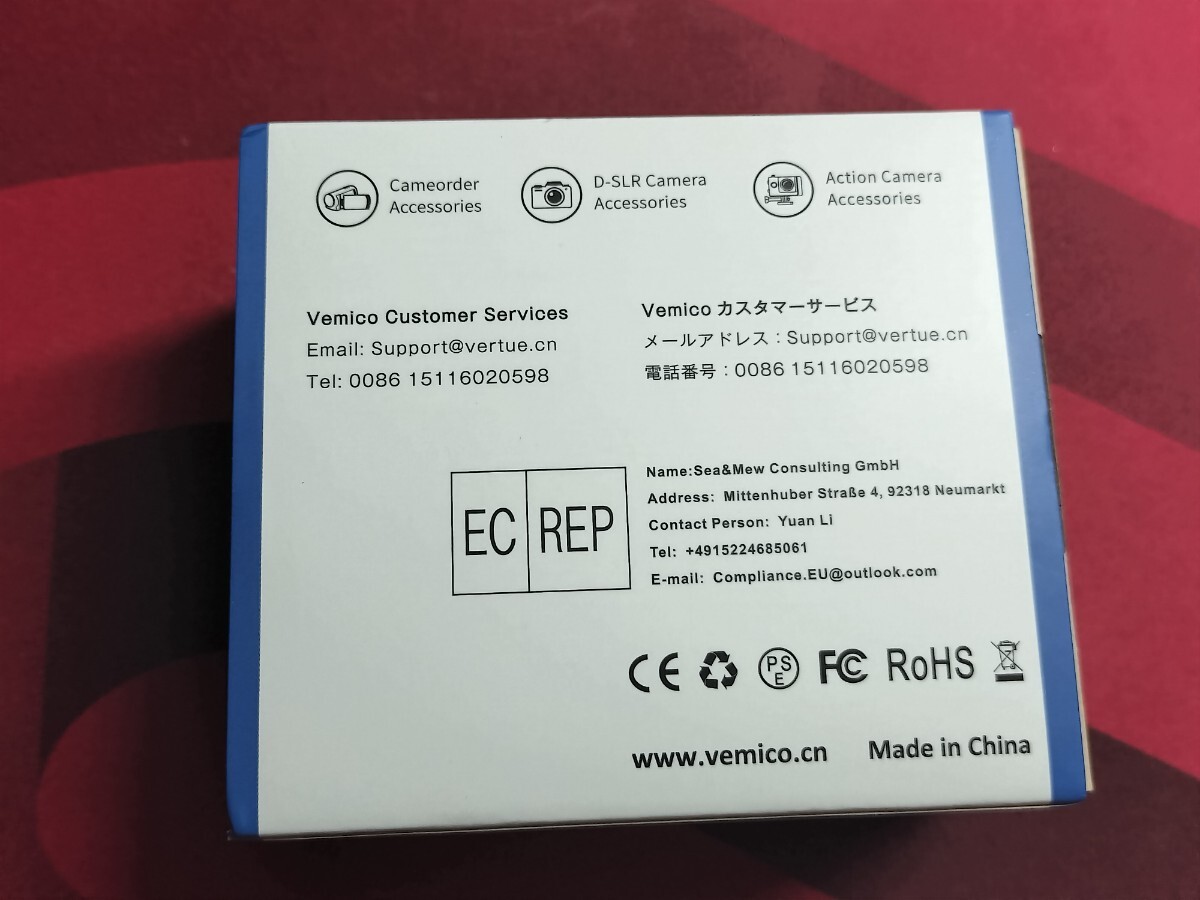 Cameorder
Accessories
D-SLR Camera
Accessories
Action Camera
Accessories
Vemico Customer Services
Email: Support@vertue.cn
Tel: 0086 15116020598
Vemico カスタマーサービス
メールアドレス：Support@vertue.cn
電話番号：0086 15116020598
EC REP
Name:Sea&Mew Consulting GmbH
Address: Mittenhuber Straße 4, 92318 Neumarkt
Contact Person: Yuan Li
Tel: +4915224685061
E-mail: Compliance.EU@outlook.com
CE PSE FC RoHS
www.vemico.cn Made in China